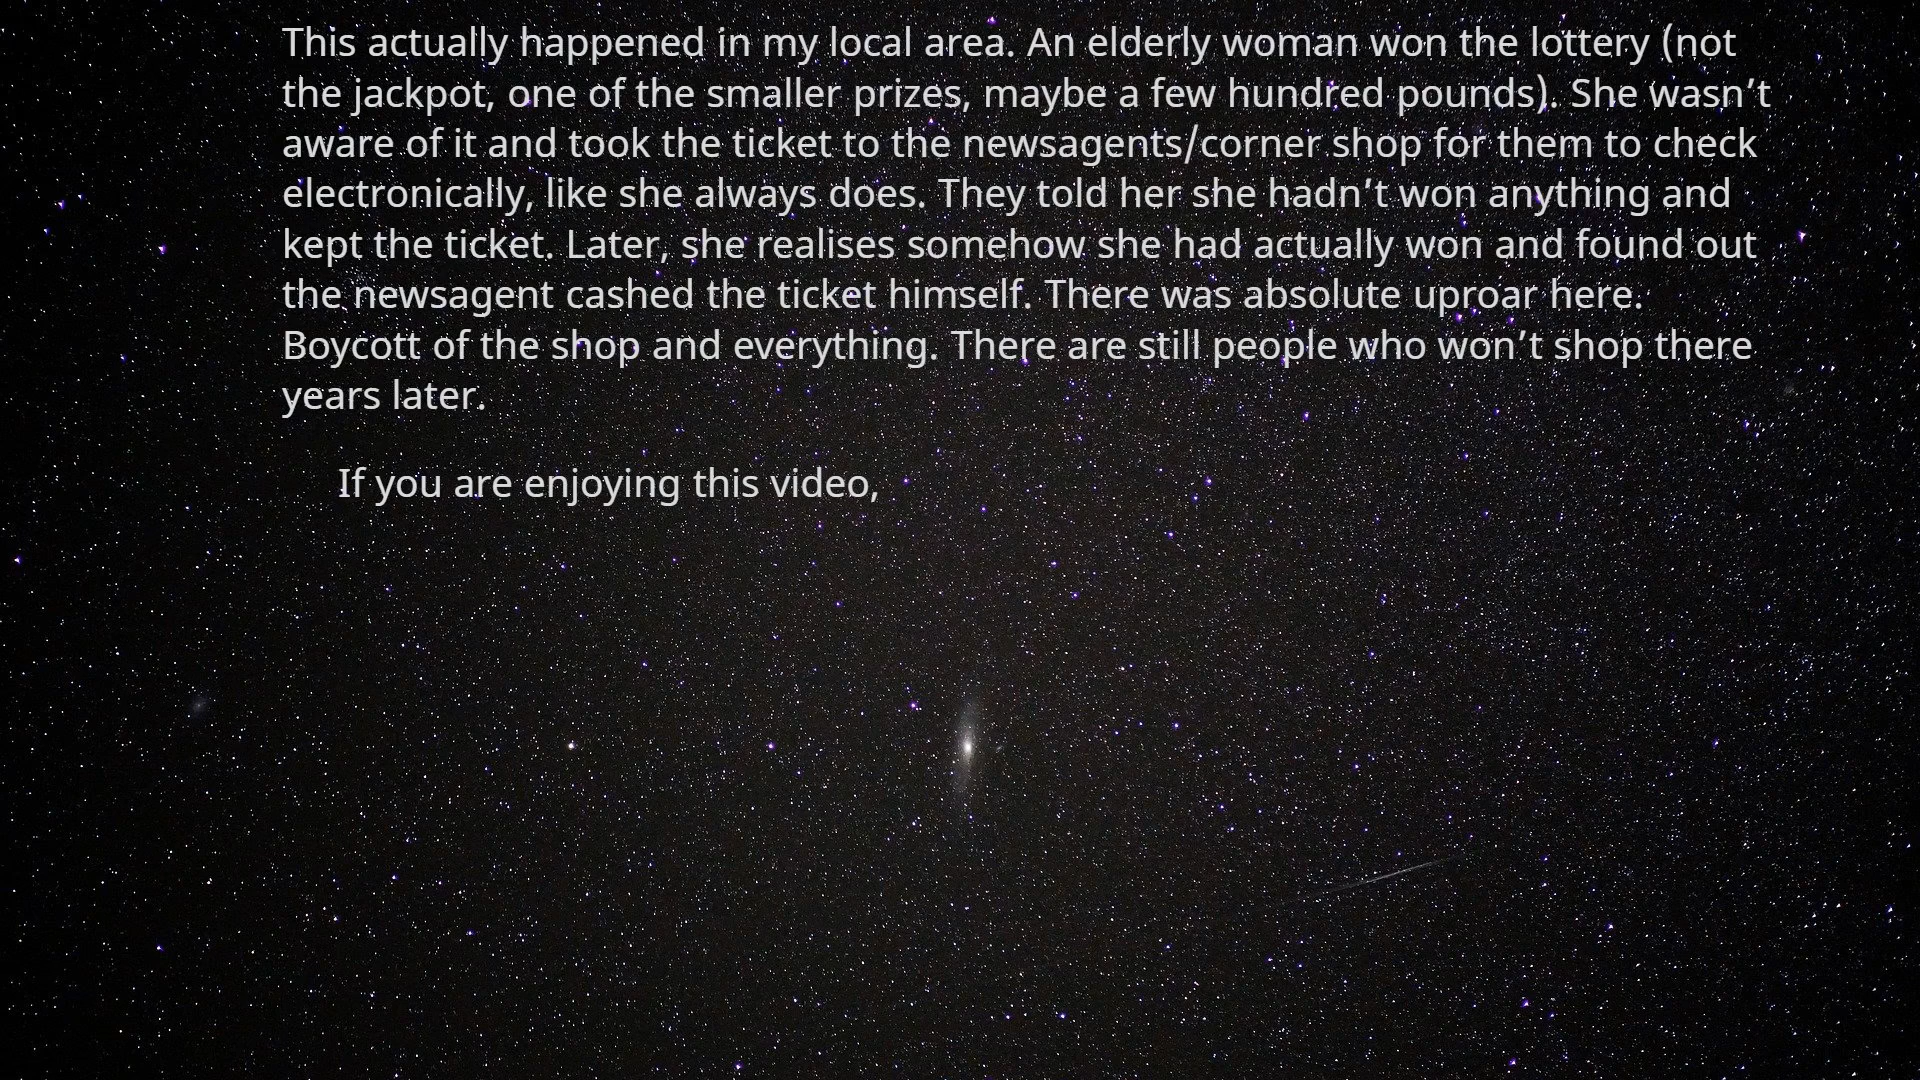 This actually happened in my local area. An elderly woman won the lottery (not
the jackpot, one of the smaller prizes, maybe a few hundred pounds). She wasn’t
aware of it and took the ticket to the newsagents/corner shop for them to check
electronically, like she always does. They told her she hadn’t won anything and
kept the ticket. Later, she realises somehow she had actually won and found out
the newsagent cashed the ticket himself. There was absolute uproar here.
Boycott of the shop and everything. There are still people who won’t shop there
years later.
If you are enjoying this video,